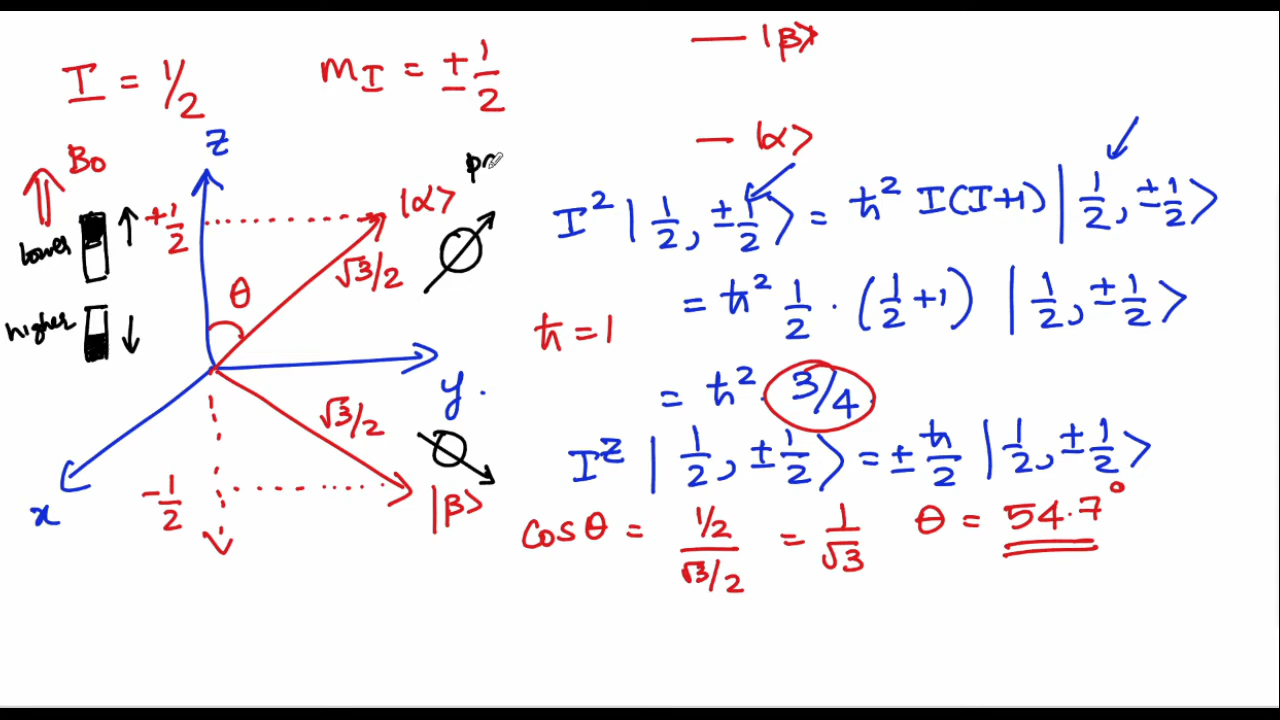 I = 1/2
m_I = ± 1/2
— |β⟩
— |α⟩
B₀
z
+1/2
|α⟩
pr
lower
√3/2
θ
higher
y
√3/2
x
-1/2
|β⟩
I² | 1/2, ± 1/2 ⟩ = ħ² I(I+1) | 1/2, ± 1/2 ⟩
= ħ² 1/2 · (1/2 + 1) | 1/2, ± 1/2 ⟩
ħ = 1
= ħ² · 3/4
I^z | 1/2, ± 1/2 ⟩ = ± ħ/2 | 1/2, ± 1/2 ⟩
cos θ = (1/2)/(√3/2) = 1/√3 θ = 54.7°